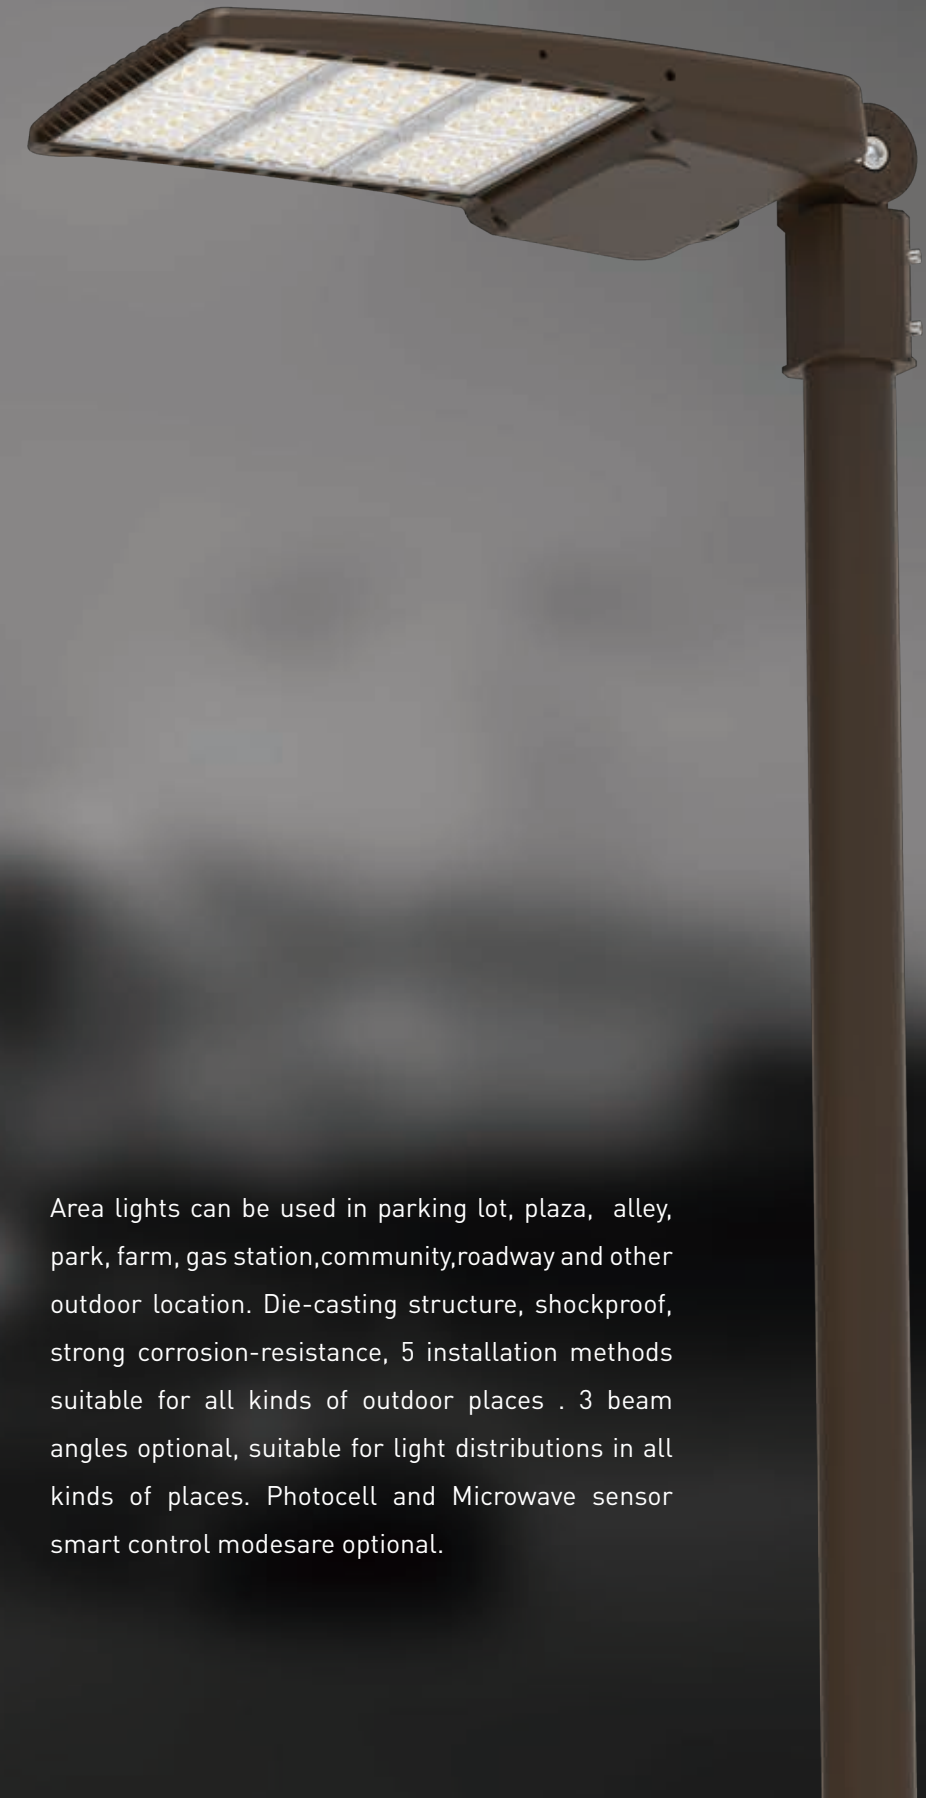 Area lights can be used in parking lot, plaza,  alley,
park, farm, gas station,community,roadway and other
outdoor location. Die-casting structure, shockproof,
strong corrosion-resistance, 5 installation methods
suitable for all kinds of outdoor places . 3 beam
angles optional, suitable for light distributions in all
kinds of places. Photocell and Microwave sensor
smart control modesare optional.